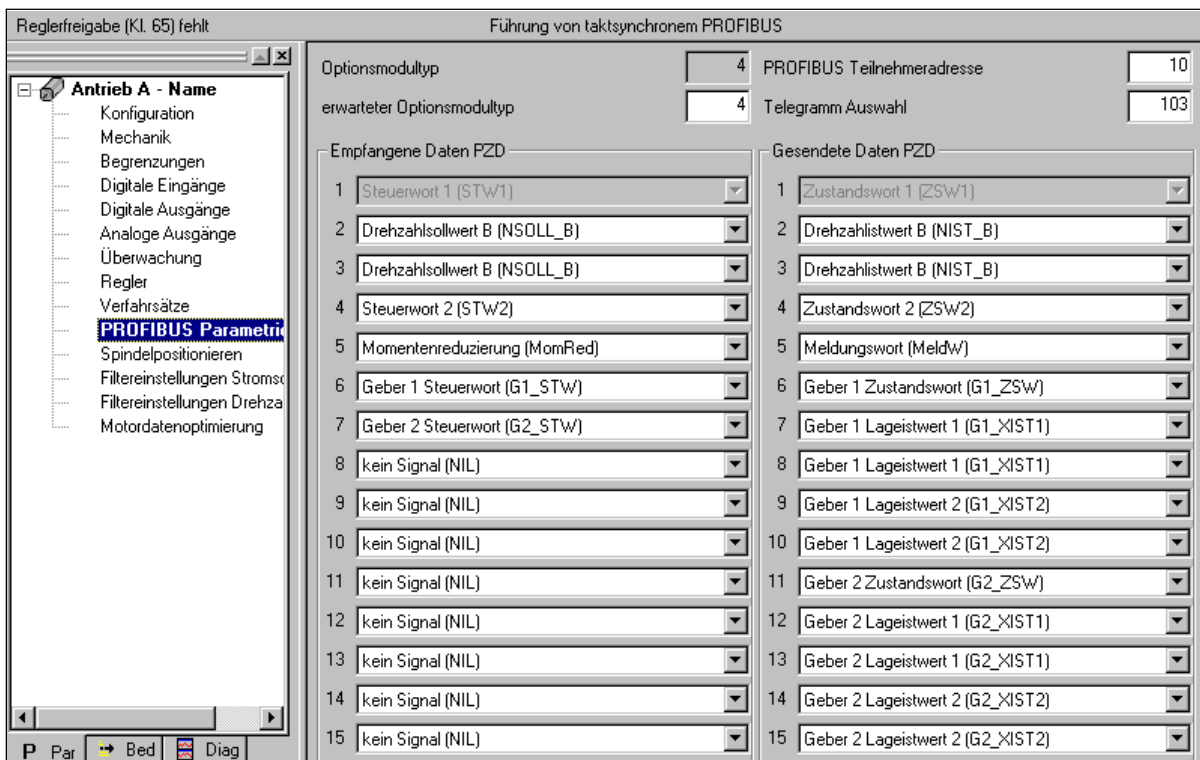 Reglerfreigabe (Kl. 65) fehlt
Führung von taktsynchronem PROFIBUS
Antrieb A - Name
Konfiguration
Mechanik
Begrenzungen
Digitale Eingänge
Digitale Ausgänge
Analoge Ausgänge
Überwachung
Regler
Verfahrsätze
PROFIBUS Parametrie
Spindelpositionieren
Filtereinstellungen Stromso
Filtereinstellungen Drehza
Motordatenoptimierung
P Par Bed Diag
Optionsmodultyp 4 PROFIBUS Teilnehmeradresse 10
erwarteter Optionsmodultyp 4 Telegramm Auswahl 103
Empfangene Daten PZD
1 Steuerwort 1 (STW1)
2 Drehzahlsollwert B (NSOLL_B)
3 Drehzahlsollwert B (NSOLL_B)
4 Steuerwort 2 (STW2)
5 Momentenreduzierung (MomRed)
6 Geber 1 Steuerwort (G1_STW)
7 Geber 2 Steuerwort (G2_STW)
8 kein Signal (NIL)
9 kein Signal (NIL)
10 kein Signal (NIL)
11 kein Signal (NIL)
12 kein Signal (NIL)
13 kein Signal (NIL)
14 kein Signal (NIL)
15 kein Signal (NIL)
Gesendete Daten PZD
1 Zustandswort 1 (ZSW1)
2 Drehzahlistwert B (NIST_B)
3 Drehzahlistwert B (NIST_B)
4 Zustandswort 2 (ZSW2)
5 Meldungswort (MeldW)
6 Geber 1 Zustandswort (G1_ZSW)
7 Geber 1 Lageistwert 1 (G1_XIST1)
8 Geber 1 Lageistwert 1 (G1_XIST1)
9 Geber 1 Lageistwert 2 (G1_XIST2)
10 Geber 1 Lageistwert 2 (G1_XIST2)
11 Geber 2 Zustandswort (G2_ZSW)
12 Geber 2 Lageistwert 1 (G2_XIST1)
13 Geber 2 Lageistwert 1 (G2_XIST1)
14 Geber 2 Lageistwert 2 (G2_XIST2)
15 Geber 2 Lageistwert 2 (G2_XIST2)